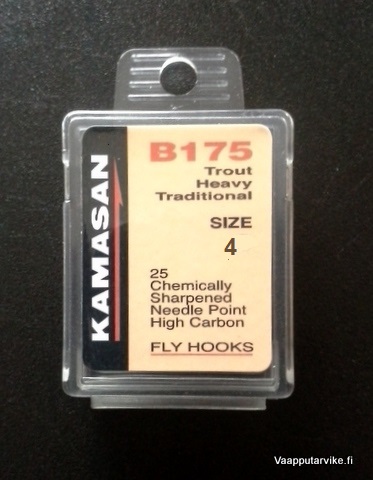 KAMASAN
B175
Trout
Heavy
Traditional
SIZE
4
25
Chemically
Sharpened
Needle Point
High Carbon
FLY HOOKS
Vaapputarvike.fi